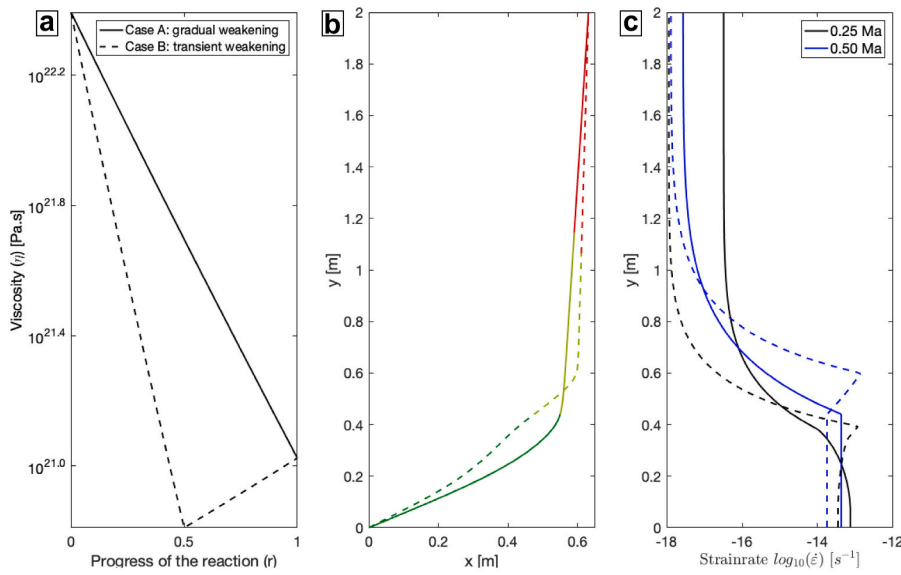 a
Case A: gradual weakening
Case B: transient weakening
10^22.2
10^21.8
10^21.4
10^21.0
Viscosity (η) [Pa.s]
0
0.5
1
Progress of the reaction (r)
b
2
1.8
1.6
1.4
1.2
1
0.8
0.6
0.4
0.2
0
y [m]
0
0.2
0.4
0.6
x [m]
c
0.25 Ma
0.50 Ma
2
1.8
1.6
1.4
1.2
1
0.8
0.6
0.4
0.2
0
y [m]
-18
-16
-14
-12
Strainrate log₁₀(ε̇) [s⁻¹]